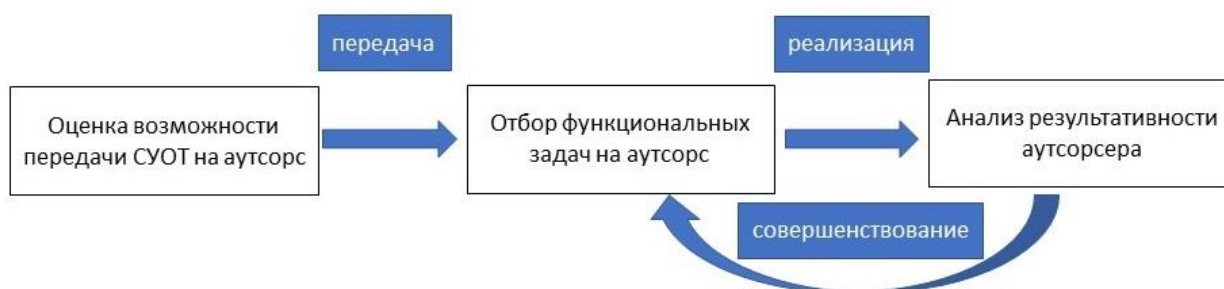 передача
реализация
Оценка возможности
передачи СУОТ на аутсорс
Отбор функциональных
задач на аутсорс
Анализ результативности
аутсорсера
совершенствование